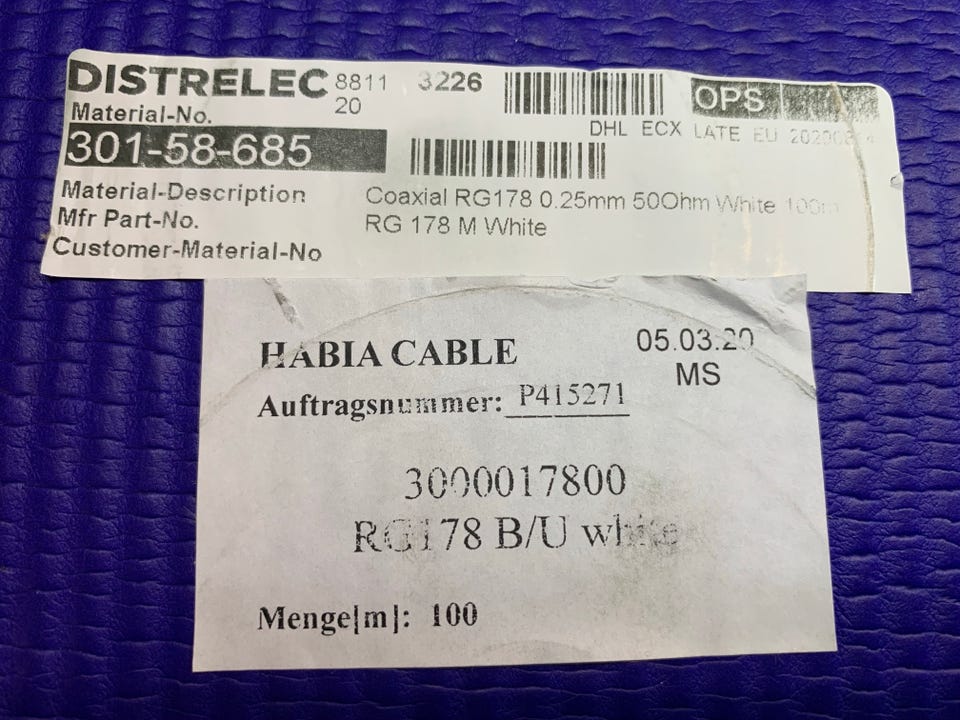 DISTRELEC 8811 3226
20
OPS
Material-No.
DHL ECX LATE EU
301-58-685
Material-Description Coaxial RG178 0.25mm 50Ohm White 100m
Mfr Part-No. RG 178 M White
Customer-Material-No
HABIA CABLE 05.03.20
MS
Auftragsnummer: P415271
3000017800
RG178 B/U white
Menge[m]: 100